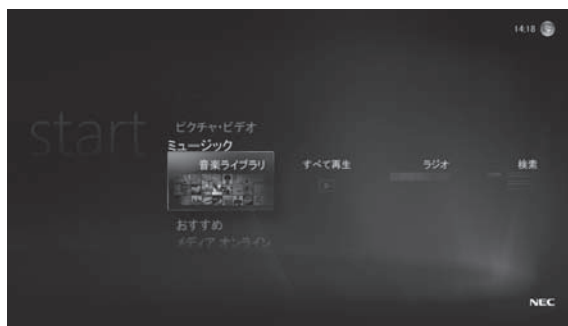 14:18
start
ピクチャ・ビデオ
ミュージック
音楽ライブラリ
すべて再生
ラジオ
検索
おすすめ
メディア オンライン
NEC